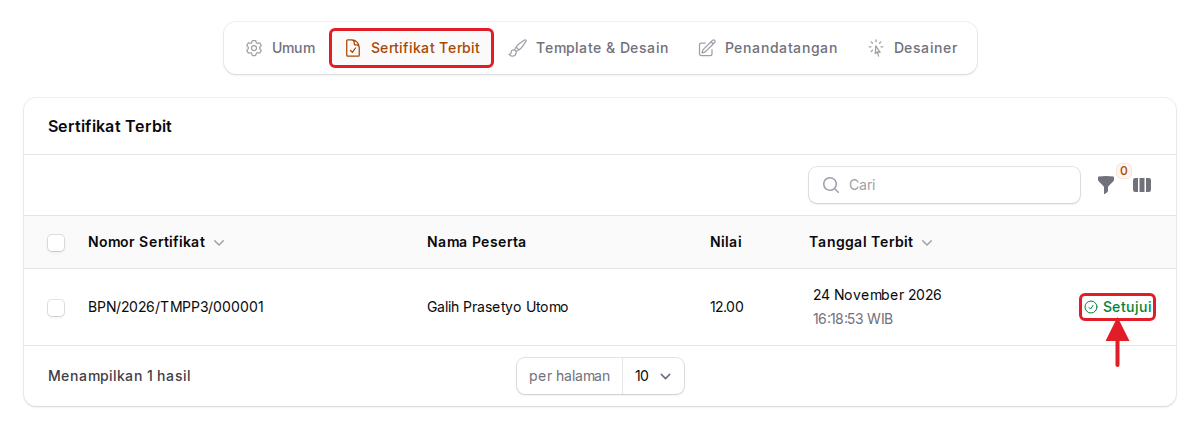 Umum Sertifikat Terbit Template & Desain Penandatangan Desainer
Sertifikat Terbit
Cari 0
Nomor Sertifikat Nama Peserta Nilai Tanggal Terbit
BPN/2026/TMPP3/000001 Galih Prasetyo Utomo 12.00 24 November 2026 Setujui
16:18:53 WIB
Menampilkan 1 hasil per halaman 10